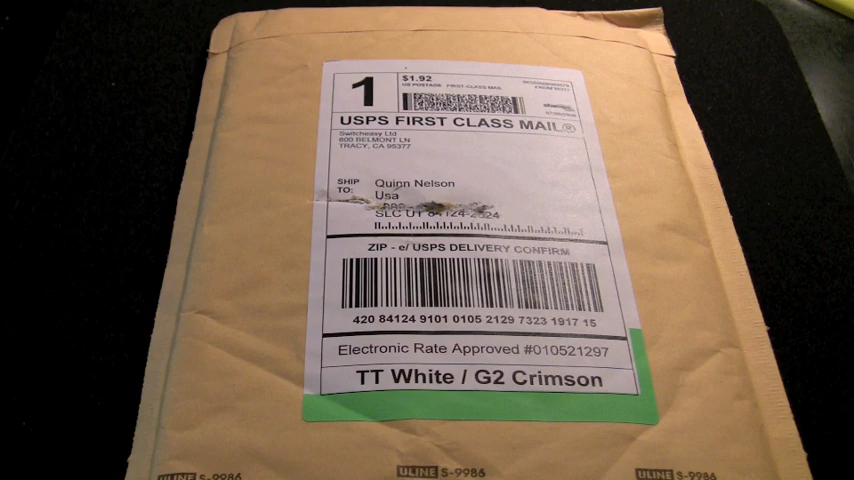 1
$1.92
US POSTAGE FIRST-CLASS MAIL
USPS FIRST CLASS MAIL®
Switcheasy Ltd
600 BELMONT LN
TRACY, CA 95377
SHIP TO:
Quinn Nelson
Usa
SLC UT 84124-2524
ZIP - e/ USPS DELIVERY CONFIRM
420 84124 9101 0105 2129 7323 1917 15
Electronic Rate Approved #010521297
TT White / G2 Crimson
ULINE S-9986
ULINE S-9986
ULINE S-9986